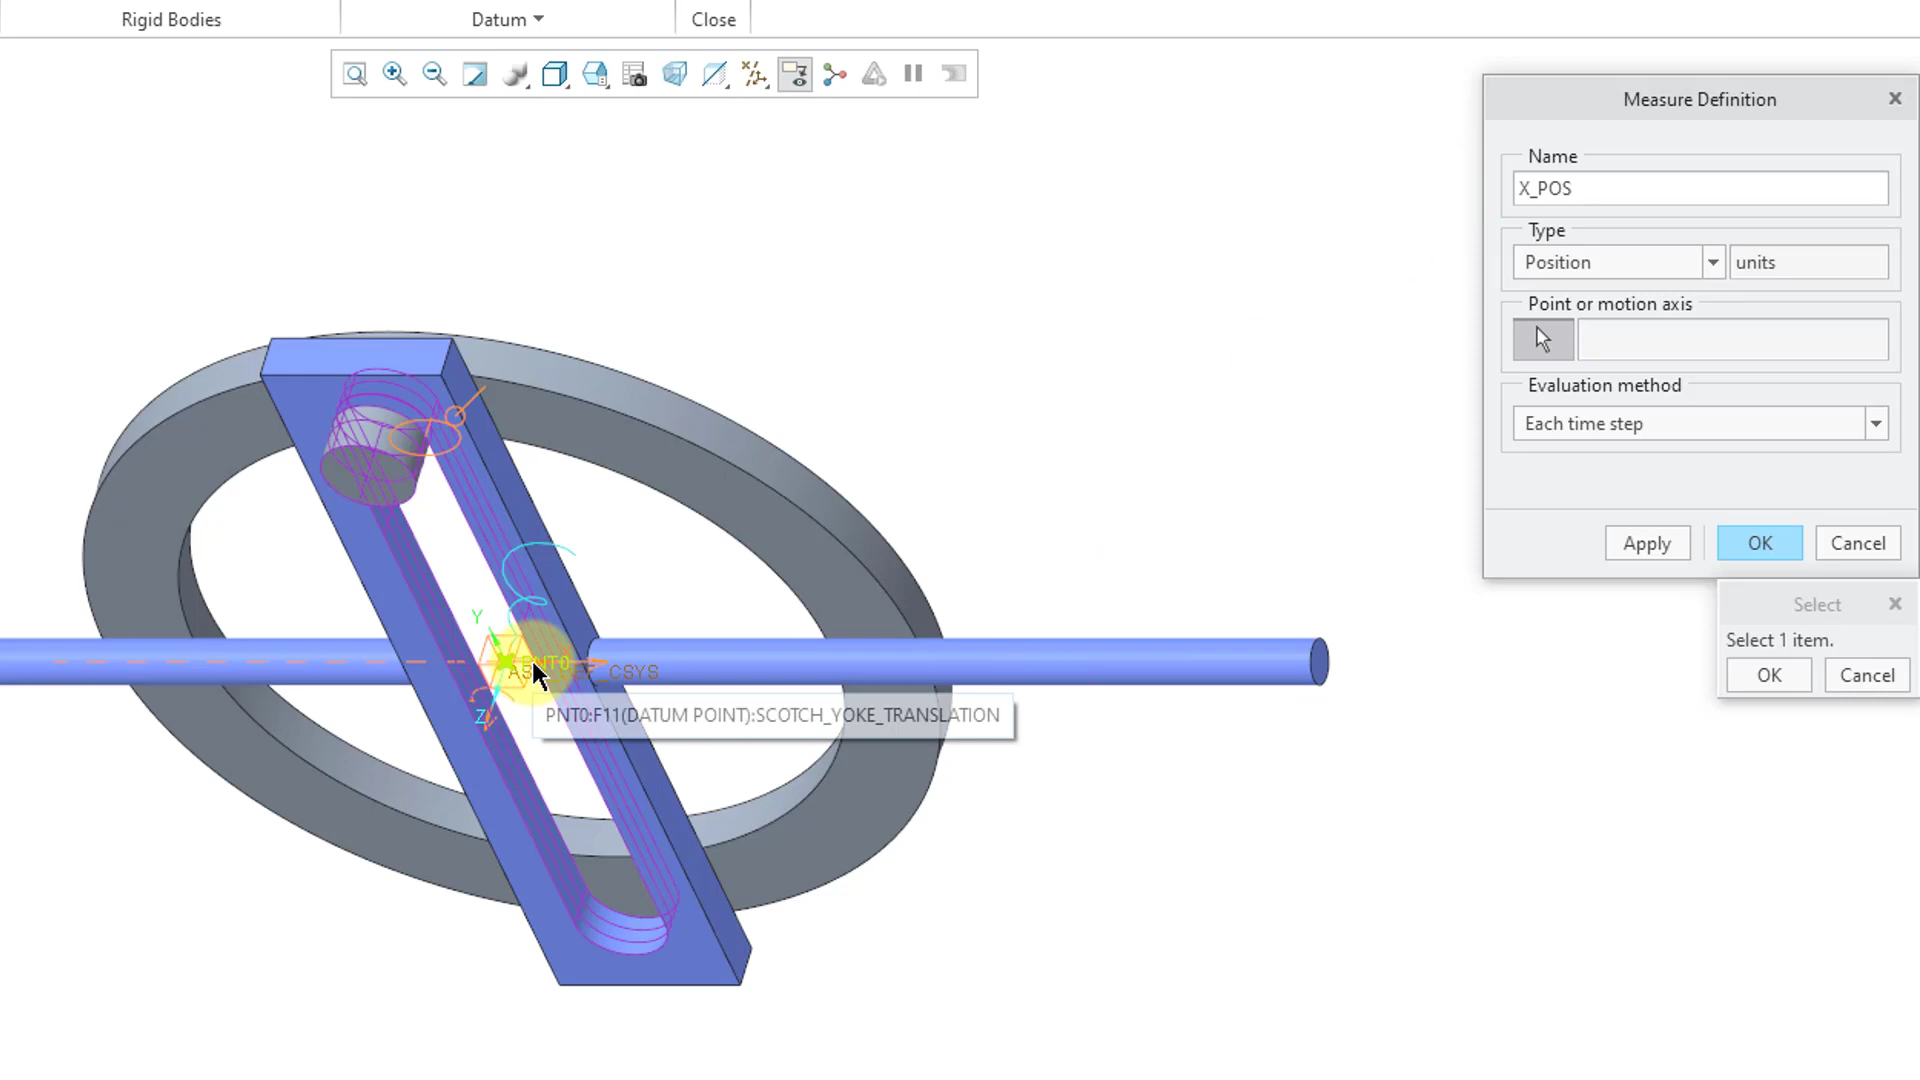 Rigid Bodies
Datum
Close
Measure Definition
Name
X_POS
Type
Position
units
Point or motion axis
Evaluation method
Each time step
Apply
OK
Cancel
Select
Select 1 item.
OK
Cancel
Y
PNT0
Z
PNT0:F11(DATUM POINT):SCOTCH_YOKE_TRANSLATION